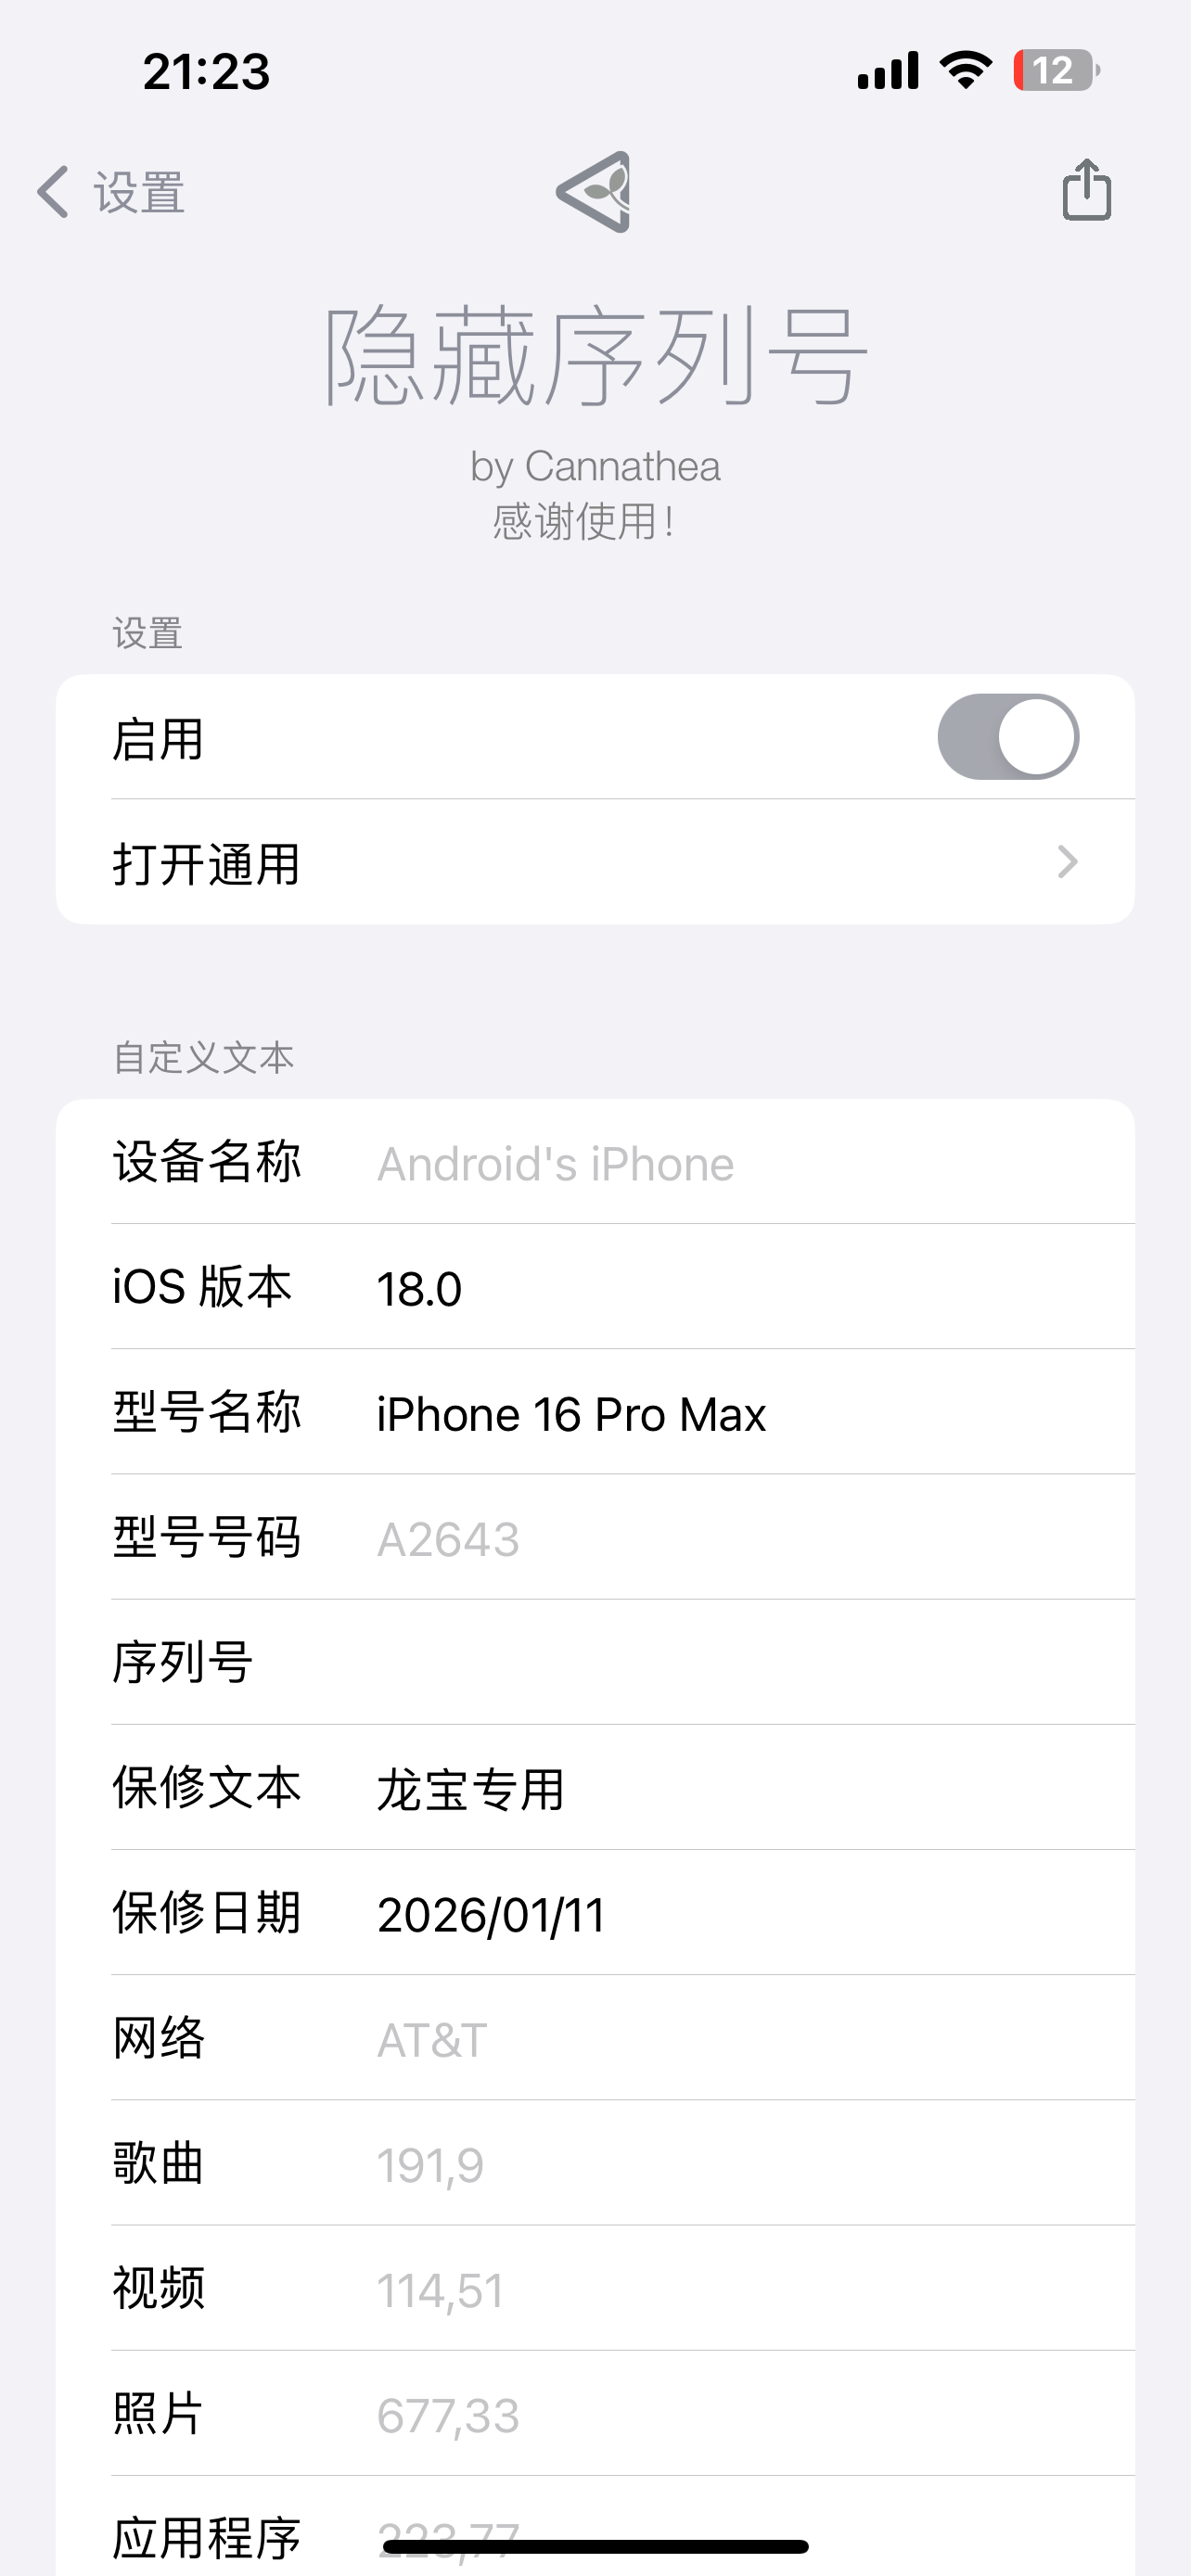 21:23
12
设置
隐藏序列号
by Cannathea
感谢使用！
设置
启用
打开通用
自定义文本
设备名称 Android's iPhone
iOS 版本 18.0
型号名称 iPhone 16 Pro Max
型号号码 A2643
序列号
保修文本 龙宝专用
保修日期 2026/01/11
网络 AT&T
歌曲 191,9
视频 114,51
照片 677,33
应用程序 223,77